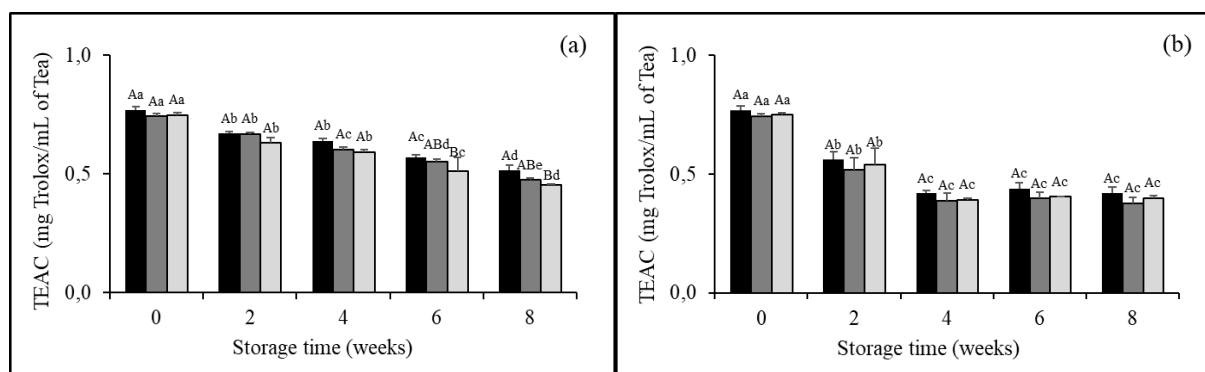 (a)
TEAC (mg Trolox/mL of Tea)
1,0
0,5
0,0
Aa Aa Aa
Ab Ab Ab
Ab Ac Ab
Ac ABd Bc
Ad ABe Bd
0 2 4 6 8
Storage time (weeks)
(b)
TEAC (mg Trolox/mL of Tea)
1,0
0,5
0,0
Aa Aa Aa
Ab Ab Ab
Ac Ac Ac
Ac Ac Ac
Ac Ac Ac
0 2 4 6 8
Storage time (weeks)